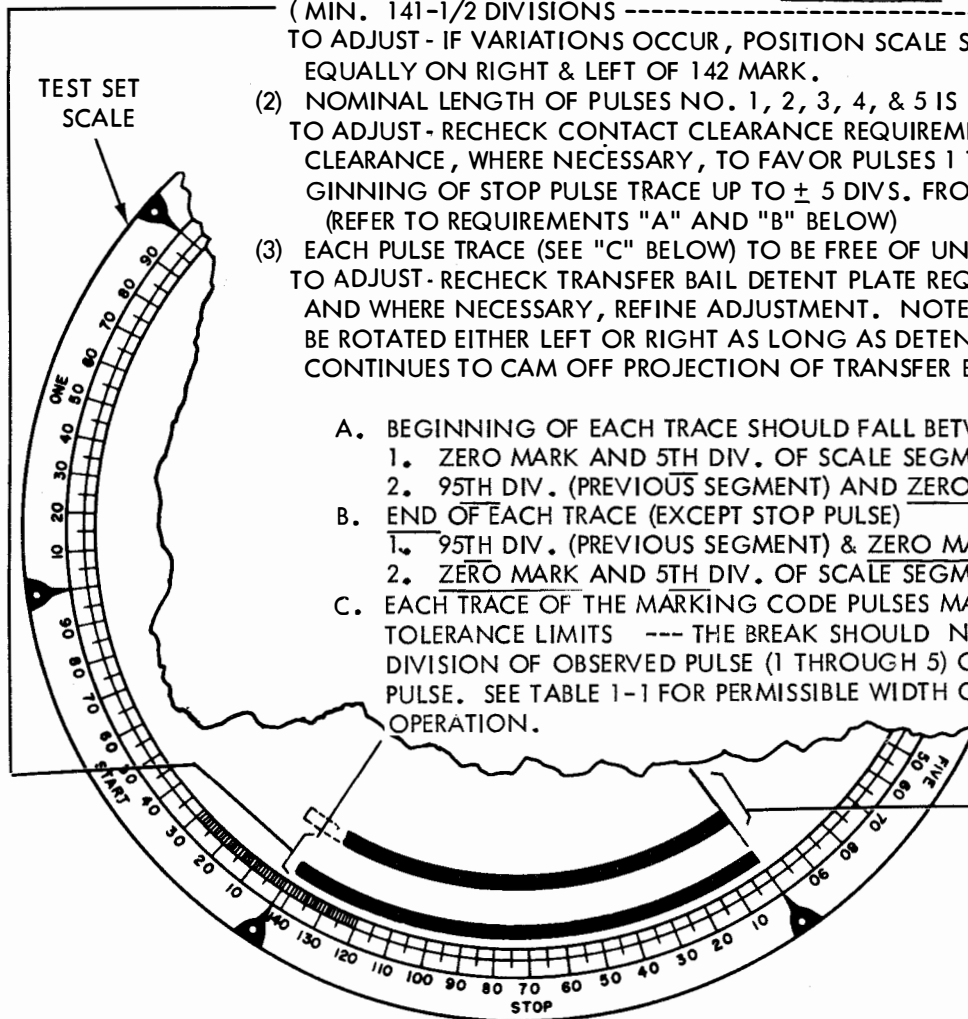 ( MIN. 141-1/2 DIVISIONS ----------------------------
TO ADJUST - IF VARIATIONS OCCUR, POSITION SCALE S
EQUALLY ON RIGHT & LEFT OF 142 MARK.
TEST SET
SCALE
(2) NOMINAL LENGTH OF PULSES NO. 1, 2, 3, 4, & 5 IS
TO ADJUST - RECHECK CONTACT CLEARANCE REQUIREM
CLEARANCE, WHERE NECESSARY, TO FAVOR PULSES 1 T
GINNING OF STOP PULSE TRACE UP TO ± 5 DIVS. FRO
(REFER TO REQUIREMENTS "A" AND "B" BELOW)
(3) EACH PULSE TRACE (SEE "C" BELOW) TO BE FREE OF UN
TO ADJUST - RECHECK TRANSFER BAIL DETENT PLATE REQ
AND WHERE NECESSARY, REFINE ADJUSTMENT. NOTE
BE ROTATED EITHER LEFT OR RIGHT AS LONG AS DETEN
CONTINUES TO CAM OFF PROJECTION OF TRANSFER B
A. BEGINNING OF EACH TRACE SHOULD FALL BETW
1. ZERO MARK AND 5TH DIV. OF SCALE SEGM
2. 95TH DIV. (PREVIOUS SEGMENT) AND ZERO
B. END OF EACH TRACE (EXCEPT STOP PULSE)
1. 95TH DIV. (PREVIOUS SEGMENT) & ZERO MA
2. ZERO MARK AND 5TH DIV. OF SCALE SEGM
C. EACH TRACE OF THE MARKING CODE PULSES MA
TOLERANCE LIMITS --- THE BREAK SHOULD N
DIVISION OF OBSERVED PULSE (1 THROUGH 5) O
PULSE. SEE TABLE 1-1 FOR PERMISSIBLE WIDTH O
OPERATION.
90 80 70 60 50 40 30 20 10
ONE
90 80 70 60 50 40 30 20 10
START
140 130 120 110 100 90 80 70 60 50 40 30 20 10
STOP
90 80 70 60 50
FIVE